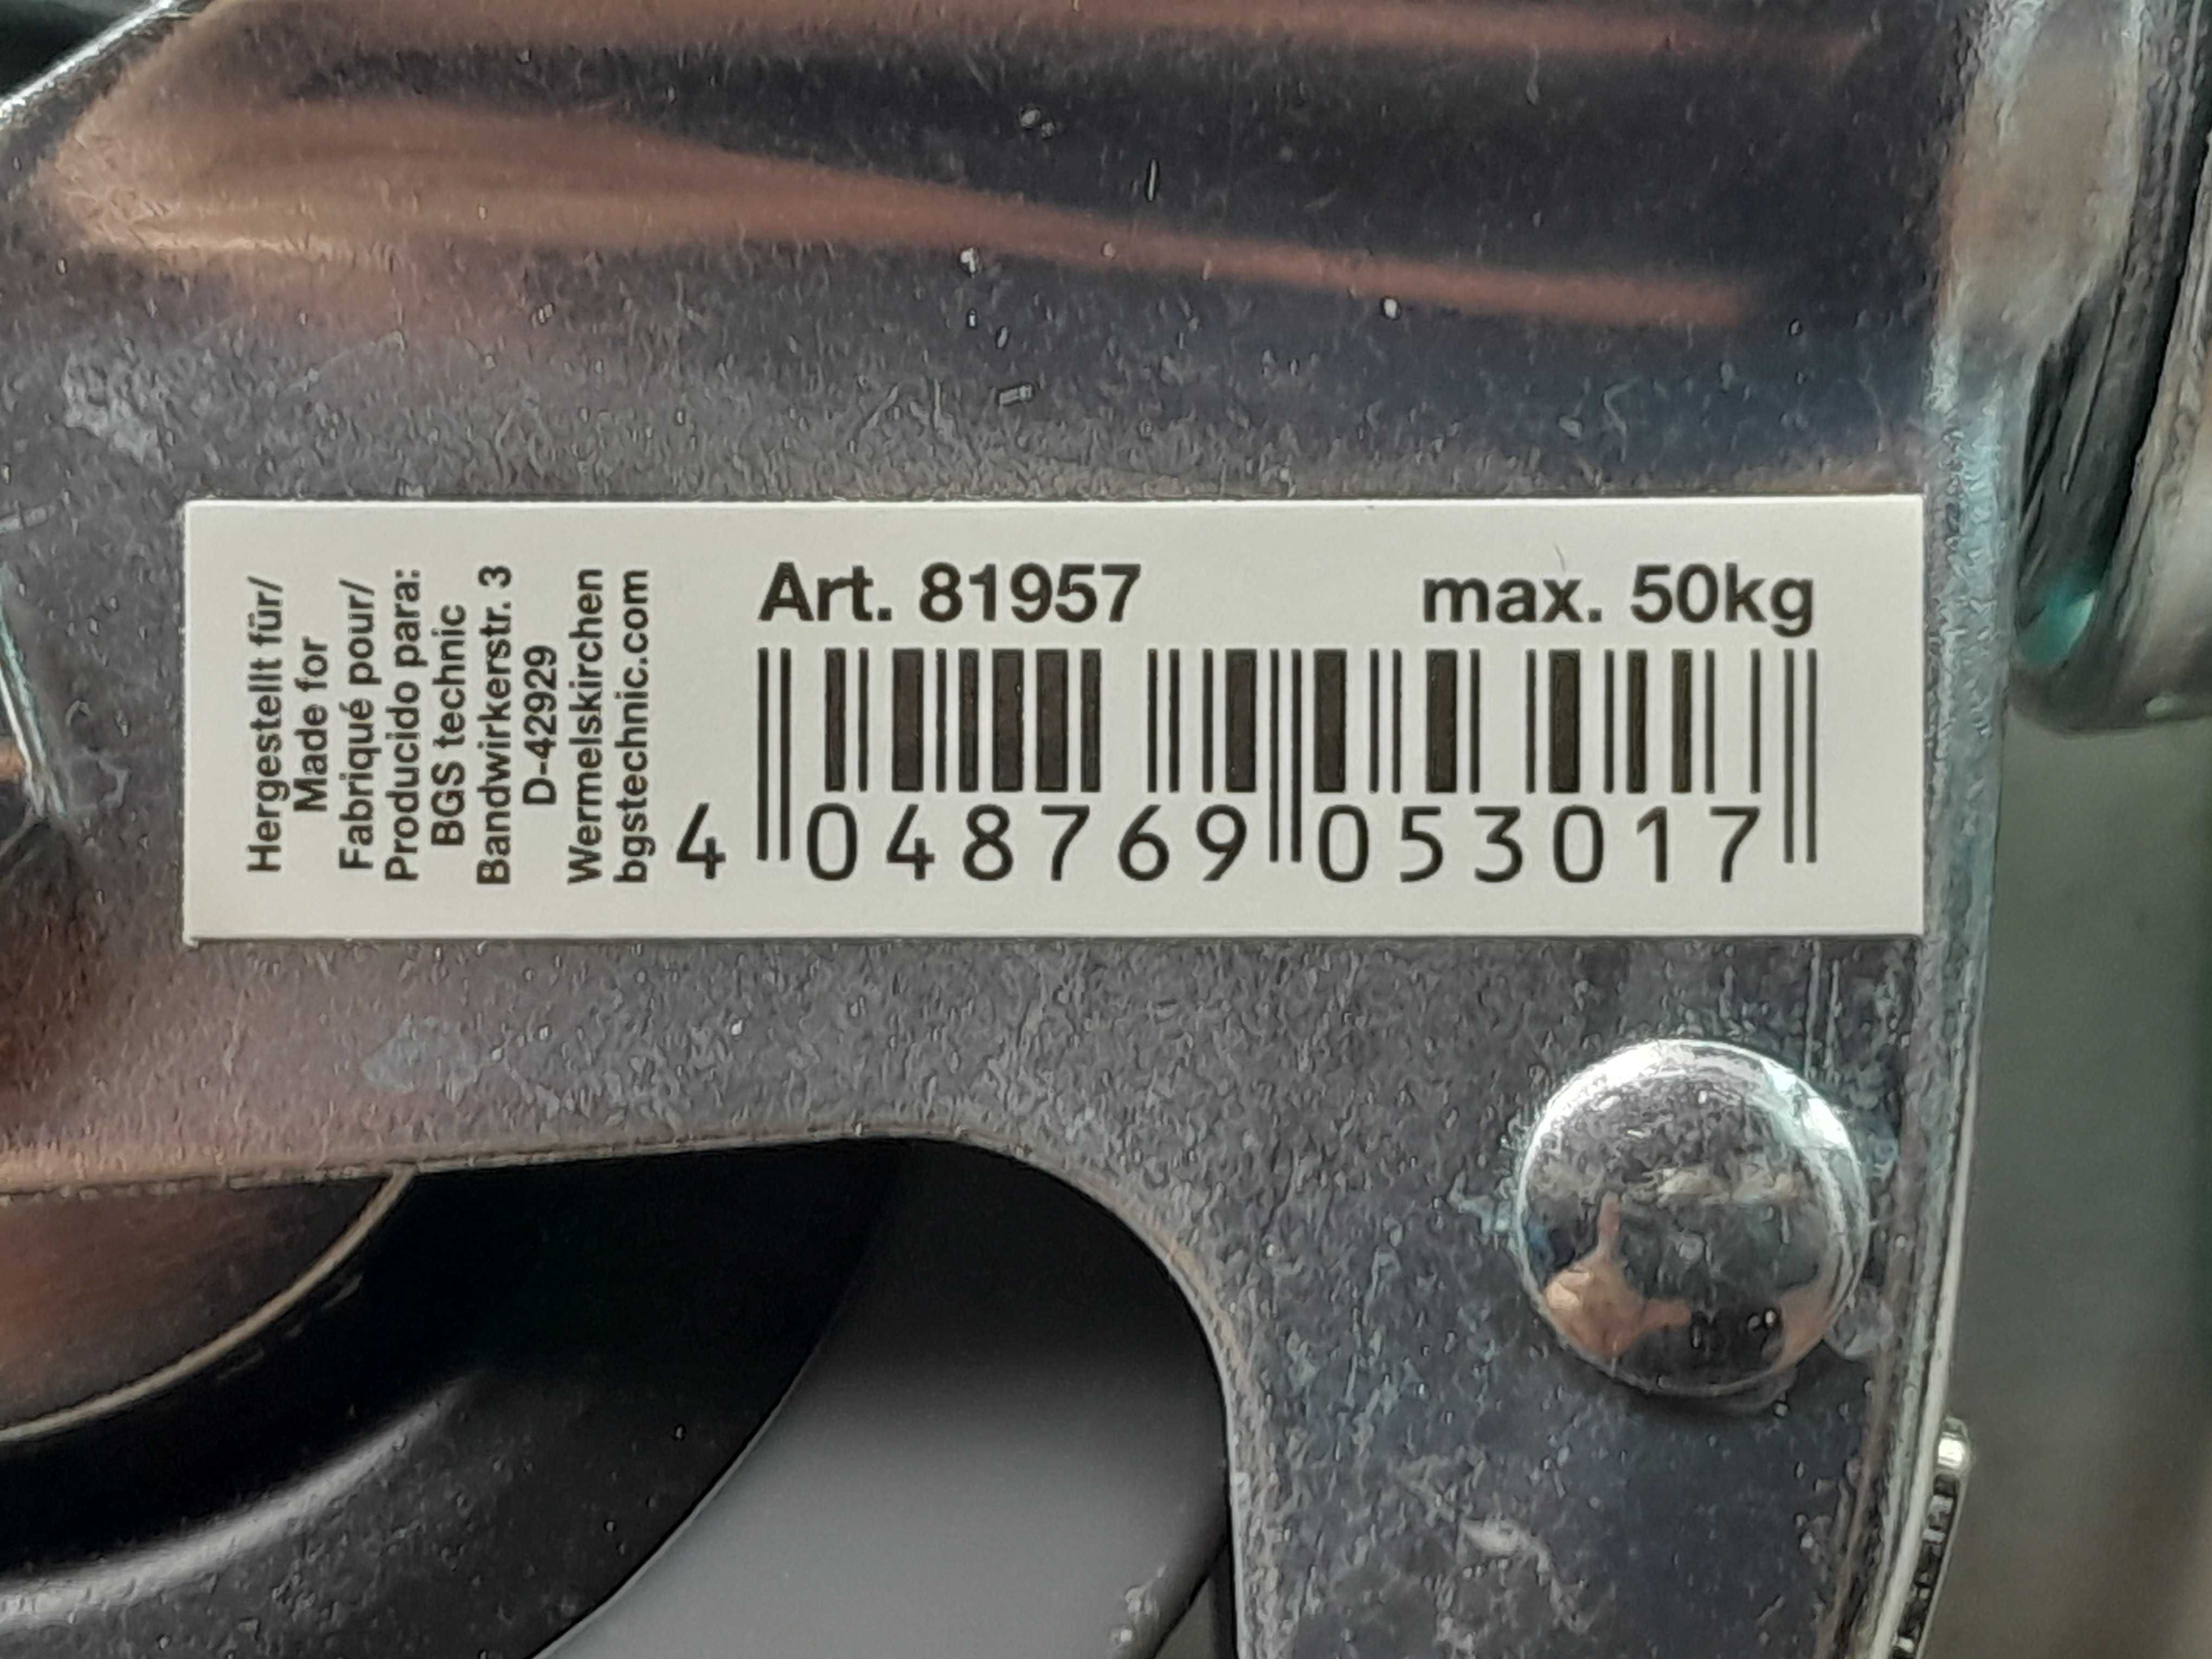 Hergestellt für/
Made for
Fabriqué pour/
Producido para:
BGS technic
Bandwirkerstr. 3
D-42929
Wermelskirchen
bgstechnic.com
Art. 81957 max. 50kg
4 048769 053017